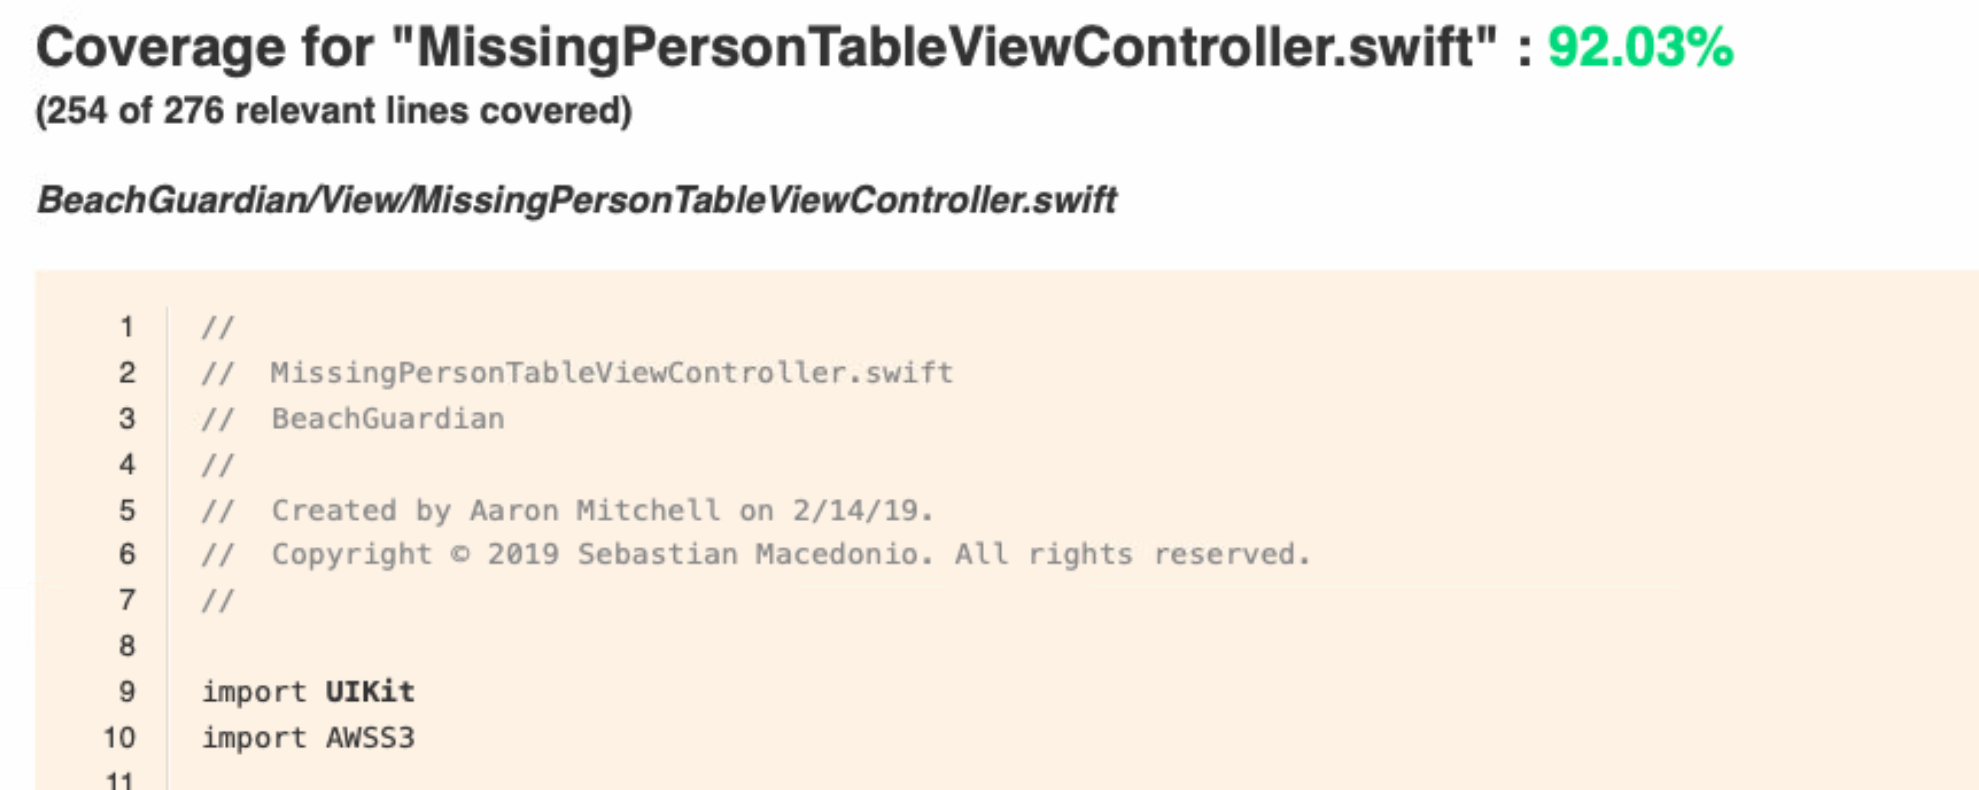 Coverage for "MissingPersonTableViewController.swift" : 92.03%
(254 of 276 relevant lines covered)
BeachGuardian/View/MissingPersonTableViewController.swift
1 //
2 //  MissingPersonTableViewController.swift
3 //  BeachGuardian
4 //
5 //  Created by Aaron Mitchell on 2/14/19.
6 //  Copyright © 2019 Sebastian Macedonio. All rights reserved.
7 //
8
9 import UIKit
10 import AWSS3
11